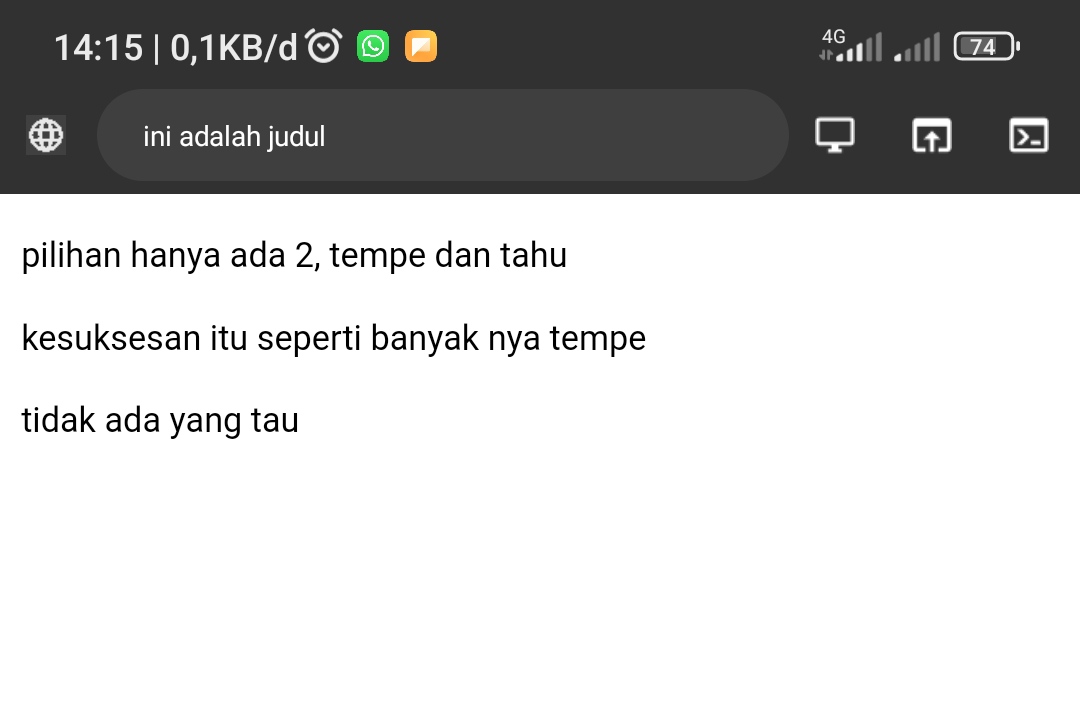 14:15 | 0,1KB/d
4G
74
ini adalah judul
pilihan hanya ada 2, tempe dan tahu
kesuksesan itu seperti banyak nya tempe
tidak ada yang tau